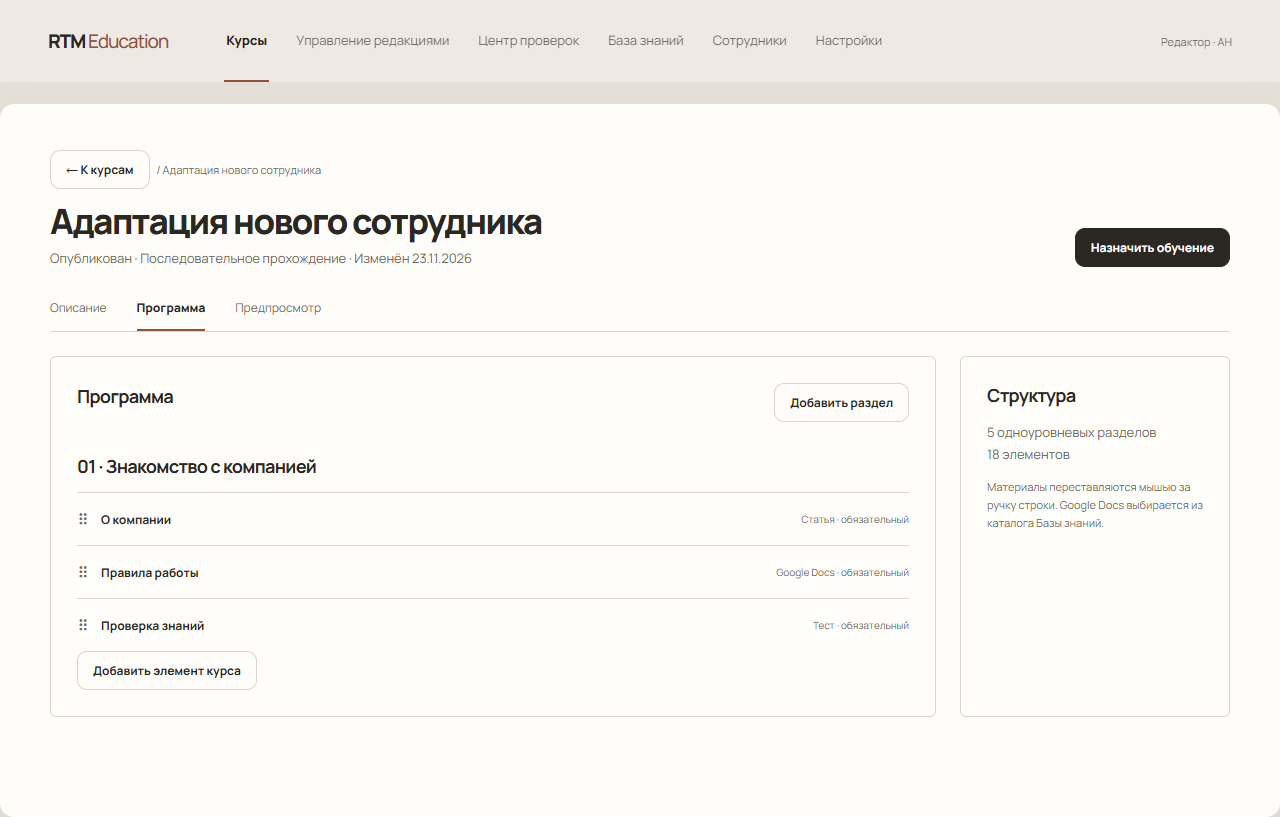 RTM Education
Курсы
Управление редакциями
Центр проверок
База знаний
Сотрудники
Настройки
Редактор · АН
← К курсам
/ Адаптация нового сотрудника
Адаптация нового сотрудника
Опубликован · Последовательное прохождение · Изменён 23.11.2026
Назначить обучение
Описание
Программа
Предпросмотр
Программа
Добавить раздел
01 · Знакомство с компанией
О компании
Статья · обязательный
Правила работы
Google Docs · обязательный
Проверка знаний
Тест · обязательный
Добавить элемент курса
Структура
5 одноуровневых разделов
18 элементов
Материалы переставляются мышью за
ручку строки. Google Docs выбирается из
каталога Базы знаний.